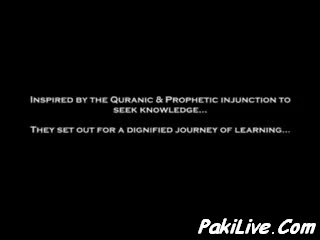 Inspired by the Quranic & Prophetic injunction to
seek knowledge...
They set out for a dignified journey of learning...
PakiLive.Com